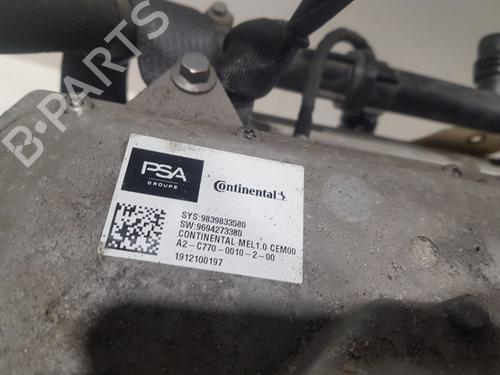 B-PARTS
PSA
GROUPE
Continental
SYS:9839833580
SW:9694273380
CONTINENTAL MEL1.0 CEM00
A2-C770-0010-2-00
1912100197